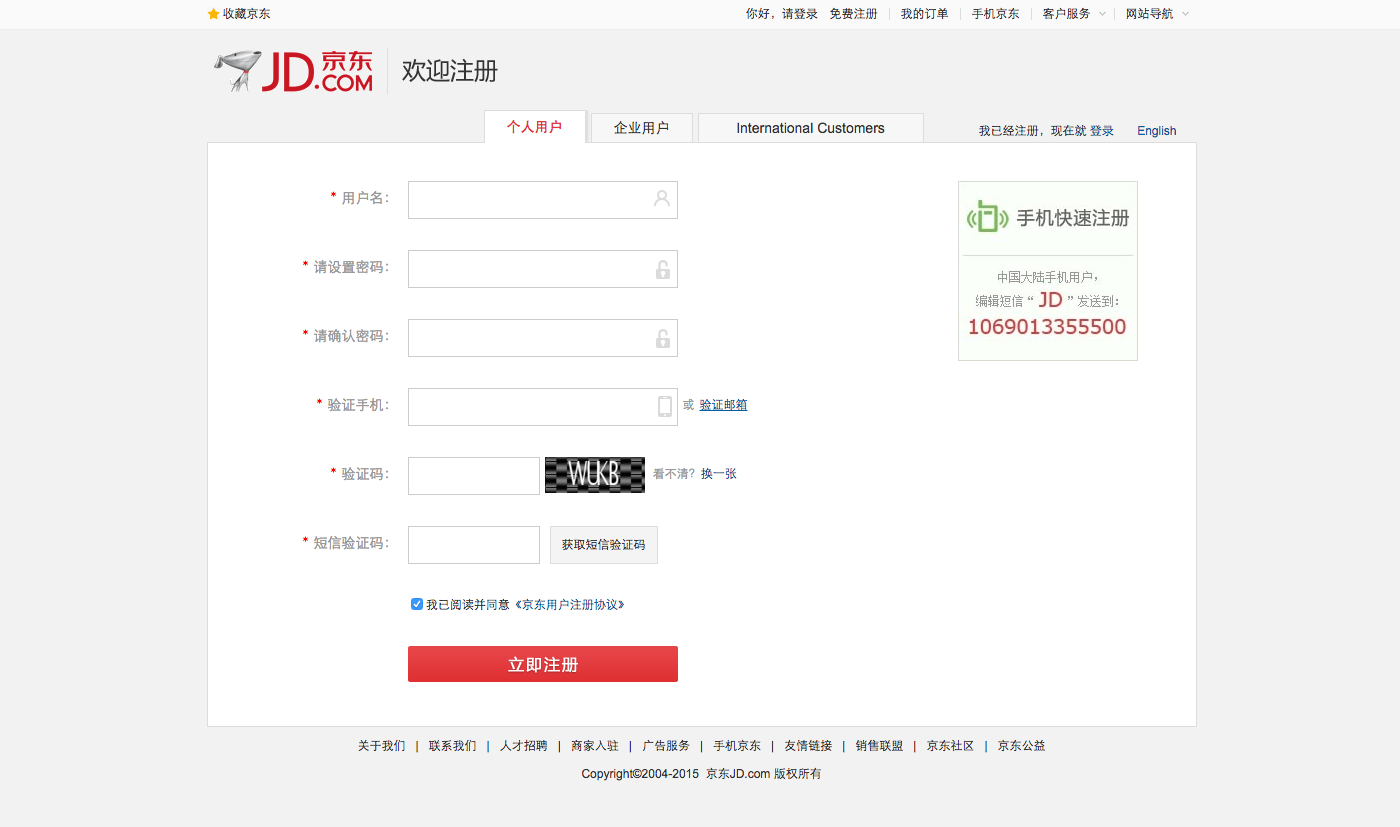 收藏京东
你好，请登录 免费注册 我的订单 手机京东 客户服务 网站导航
JD.COM 京东 欢迎注册
个人用户 企业用户 International Customers 我已经注册，现在就 登录 English
* 用户名：
* 请设置密码：
* 请确认密码：
* 验证手机： 或 验证邮箱
* 验证码： WUKB 看不清？ 换一张
* 短信验证码： 获取短信验证码
我已阅读并同意《京东用户注册协议》
立即注册
手机快速注册
中国大陆手机用户，
编辑短信“ JD ”发送到：
1069013355500
关于我们 | 联系我们 | 人才招聘 | 商家入驻 | 广告服务 | 手机京东 | 友情链接 | 销售联盟 | 京东社区 | 京东公益
Copyright©2004-2015 京东JD.com 版权所有